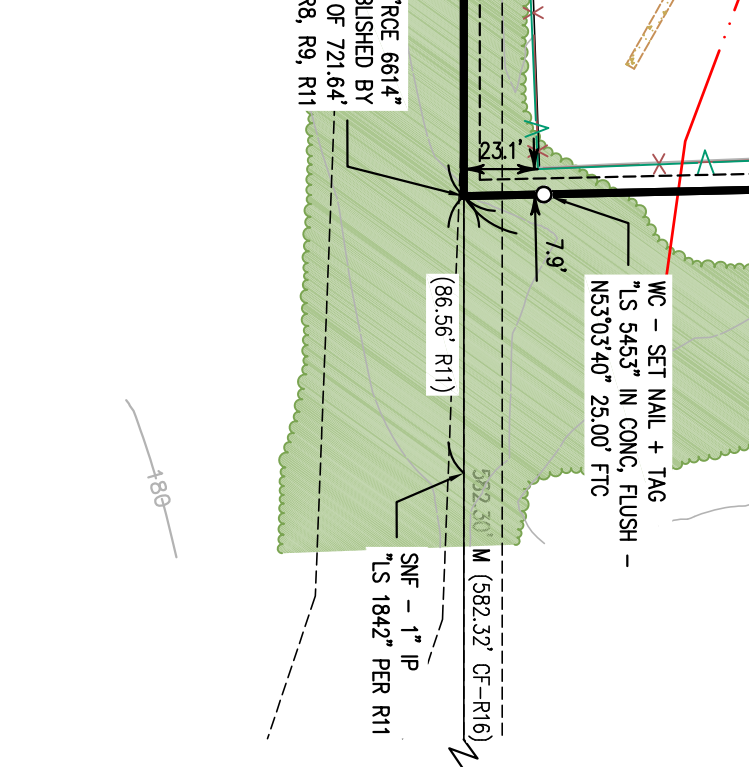 "RCE 6614"
BLISHED BY
OF 721.64'
R8, R9, R11
23.1'
7.9'
WC - SET NAIL + TAG
"LS 5453" IN CONC, FLUSH -
N53°03'40" 25.00' FTC
(86.56' R11)
582.30' M (582.32' CF-R16)
SNF - 1" IP
"LS 1842" PER R11
180